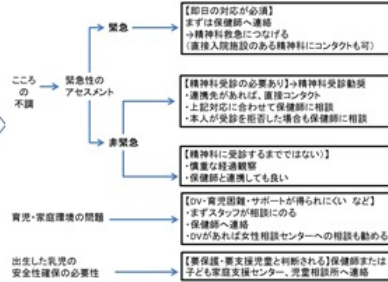 緊急
【即日の対応が必須】
まずは保健師へ連絡
→精神科救急につなげる
（直接入院施設のある精神科にコンタクトも可）
こころ
の
不調
緊急性の
アセスメント
【精神科受診の必要あり】→精神科受診勧奨
・連携先があれば、直接コンタクト
・上記対応に合わせて保健師に相談
・本人が受診を拒否した場合も保健師に相談
非緊急
【精神科に受診するまでではない）】
・慎重な経過観察
・保健師と連携しても良い
育児・家庭環境の問題
【DV・育児困難・サポートが得られにくい など】
・まずスタッフが相談にのる
・保健師へ連絡
・DVがあれば女性相談センターへの相談も勧める
出生した乳児の
安全性確保の必要性
【要保護・要支援児童と判断される】保健師または
子ども家庭支援センター、児童相談所へ連絡